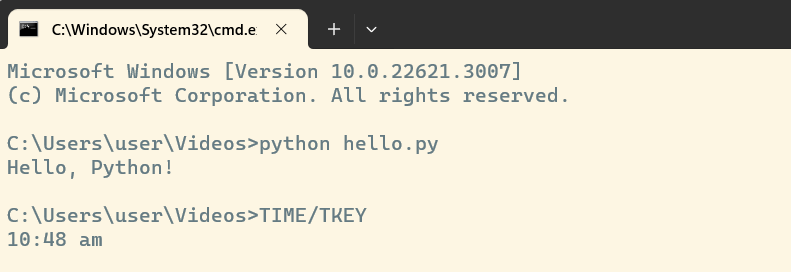 C:\Windows\System32\cmd.e
Microsoft Windows [Version 10.0.22621.3007]
(c) Microsoft Corporation. All rights reserved.
C:\Users\user\Videos>python hello.py
Hello, Python!
C:\Users\user\Videos>TIME/TKEY
10:48 am